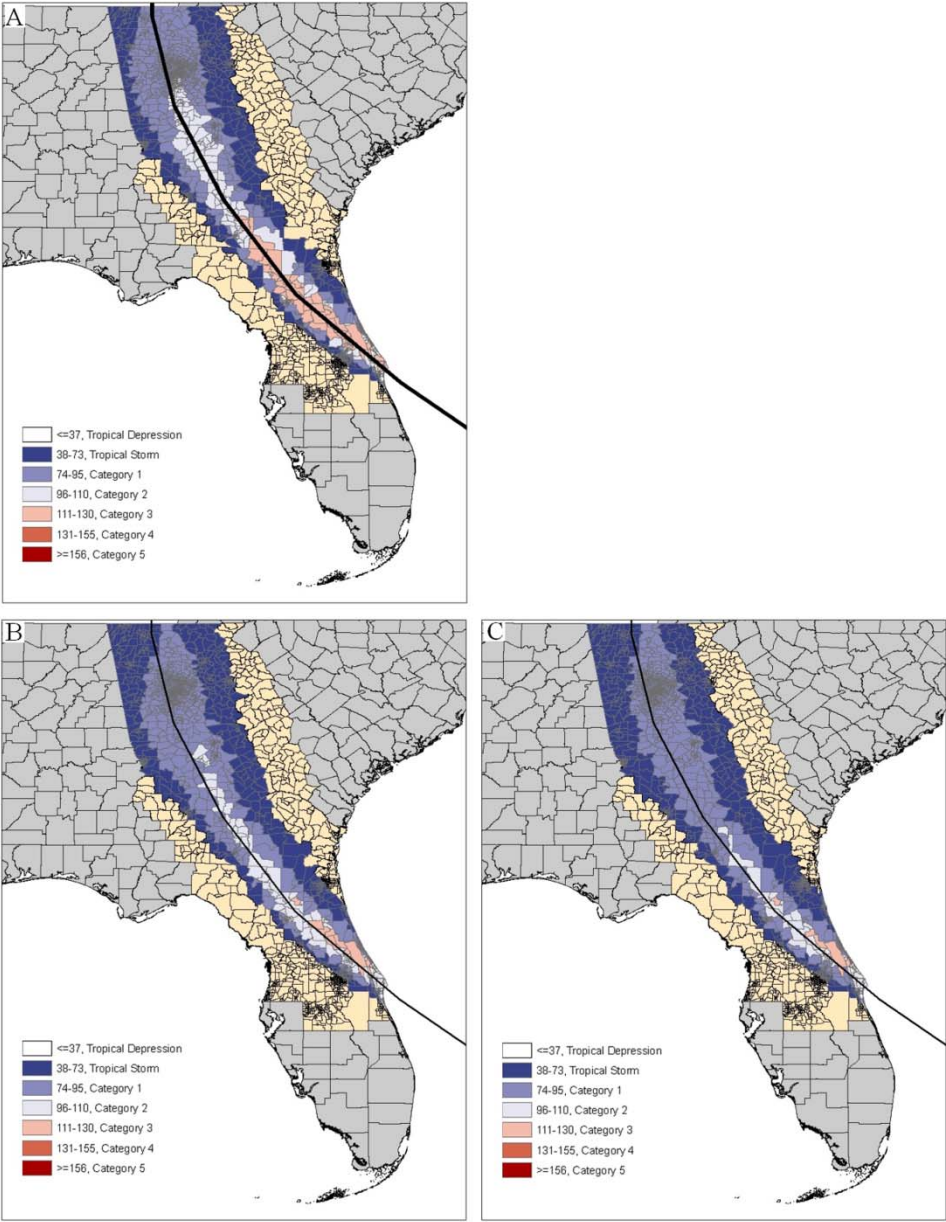 A
<=37, Tropical Depression
38-73, Tropical Storm
74-95, Category 1
96-110, Category 2
111-130, Category 3
131-155, Category 4
>=156, Category 5
B
<=37, Tropical Depression
38-73, Tropical Storm
74-95, Category 1
96-110, Category 2
111-130, Category 3
131-155, Category 4
>=156, Category 5
C
<=37, Tropical Depression
38-73, Tropical Storm
74-95, Category 1
96-110, Category 2
111-130, Category 3
131-155, Category 4
>=156, Category 5